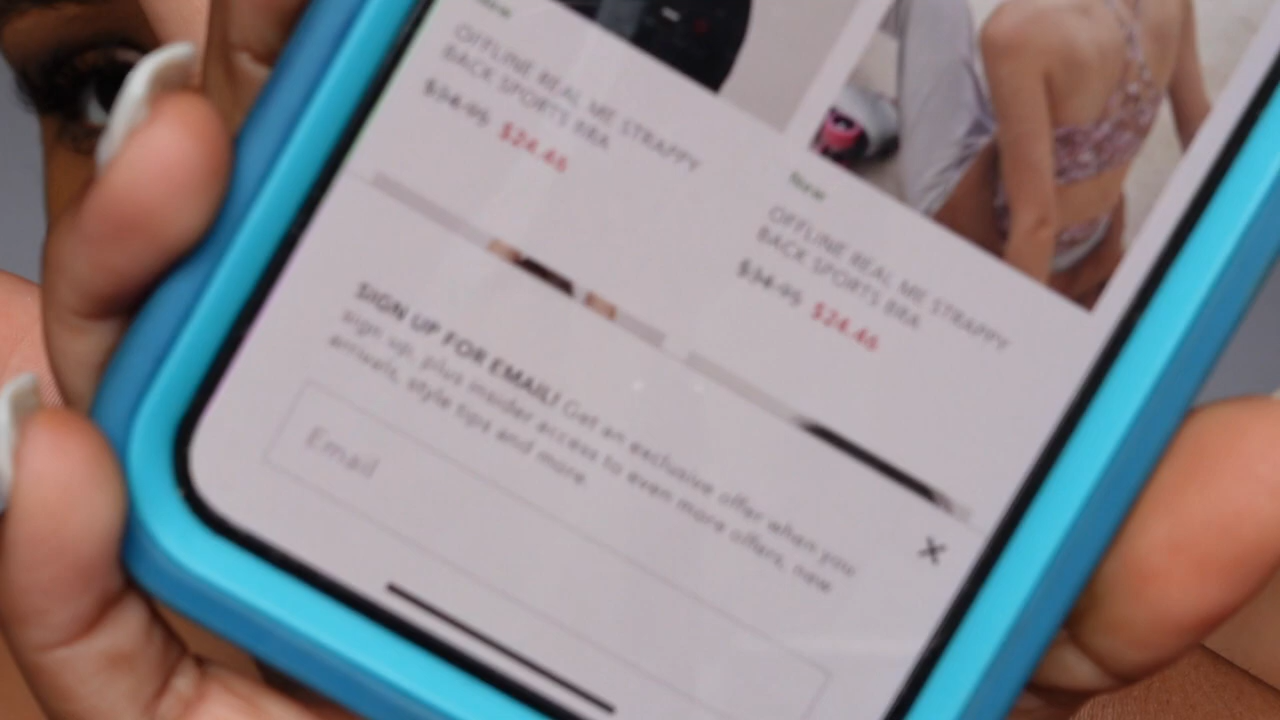 New
OFFLINE REAL ME STRAPPY
BACK SPORTS BRA
$34.95 $24.46
New
OFFLINE REAL ME STRAPPY
BACK SPORTS BRA
$34.95 $24.46
SIGN UP FOR EMAIL! Get an exclusive offer when you
sign up, plus insider access to even more offers, new
arrivals, style tips and more.
Email